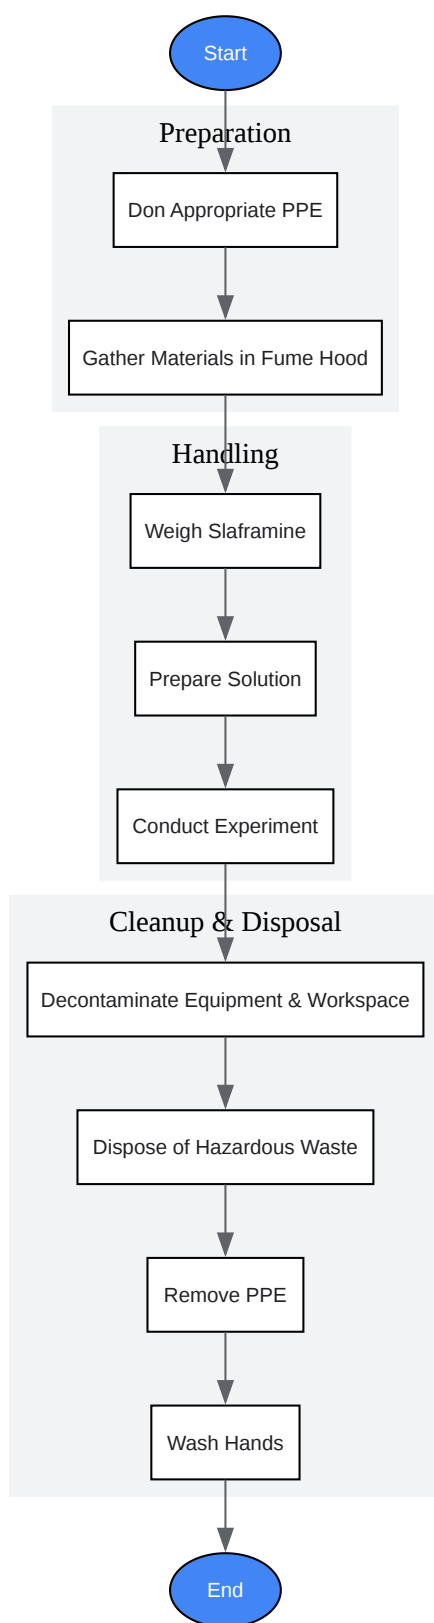 Start
Preparation
Don Appropriate PPE
Gather Materials in Fume Hood
Handling
Weigh Slaframine
Prepare Solution
Conduct Experiment
Cleanup & Disposal
Decontaminate Equipment & Workspace
Dispose of Hazardous Waste
Remove PPE
Wash Hands
End